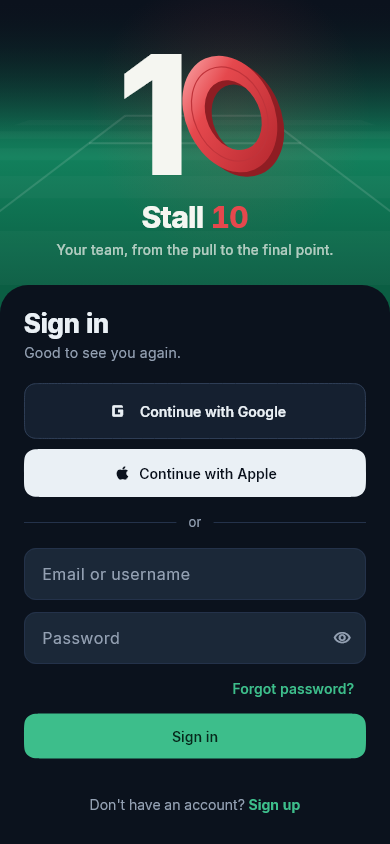 10
Stall 10
Your team, from the pull to the final point.
Sign in
Good to see you again.
G Continue with Google
Continue with Apple
or
Email or username
Password
Forgot password?
Sign in
Don't have an account? Sign up